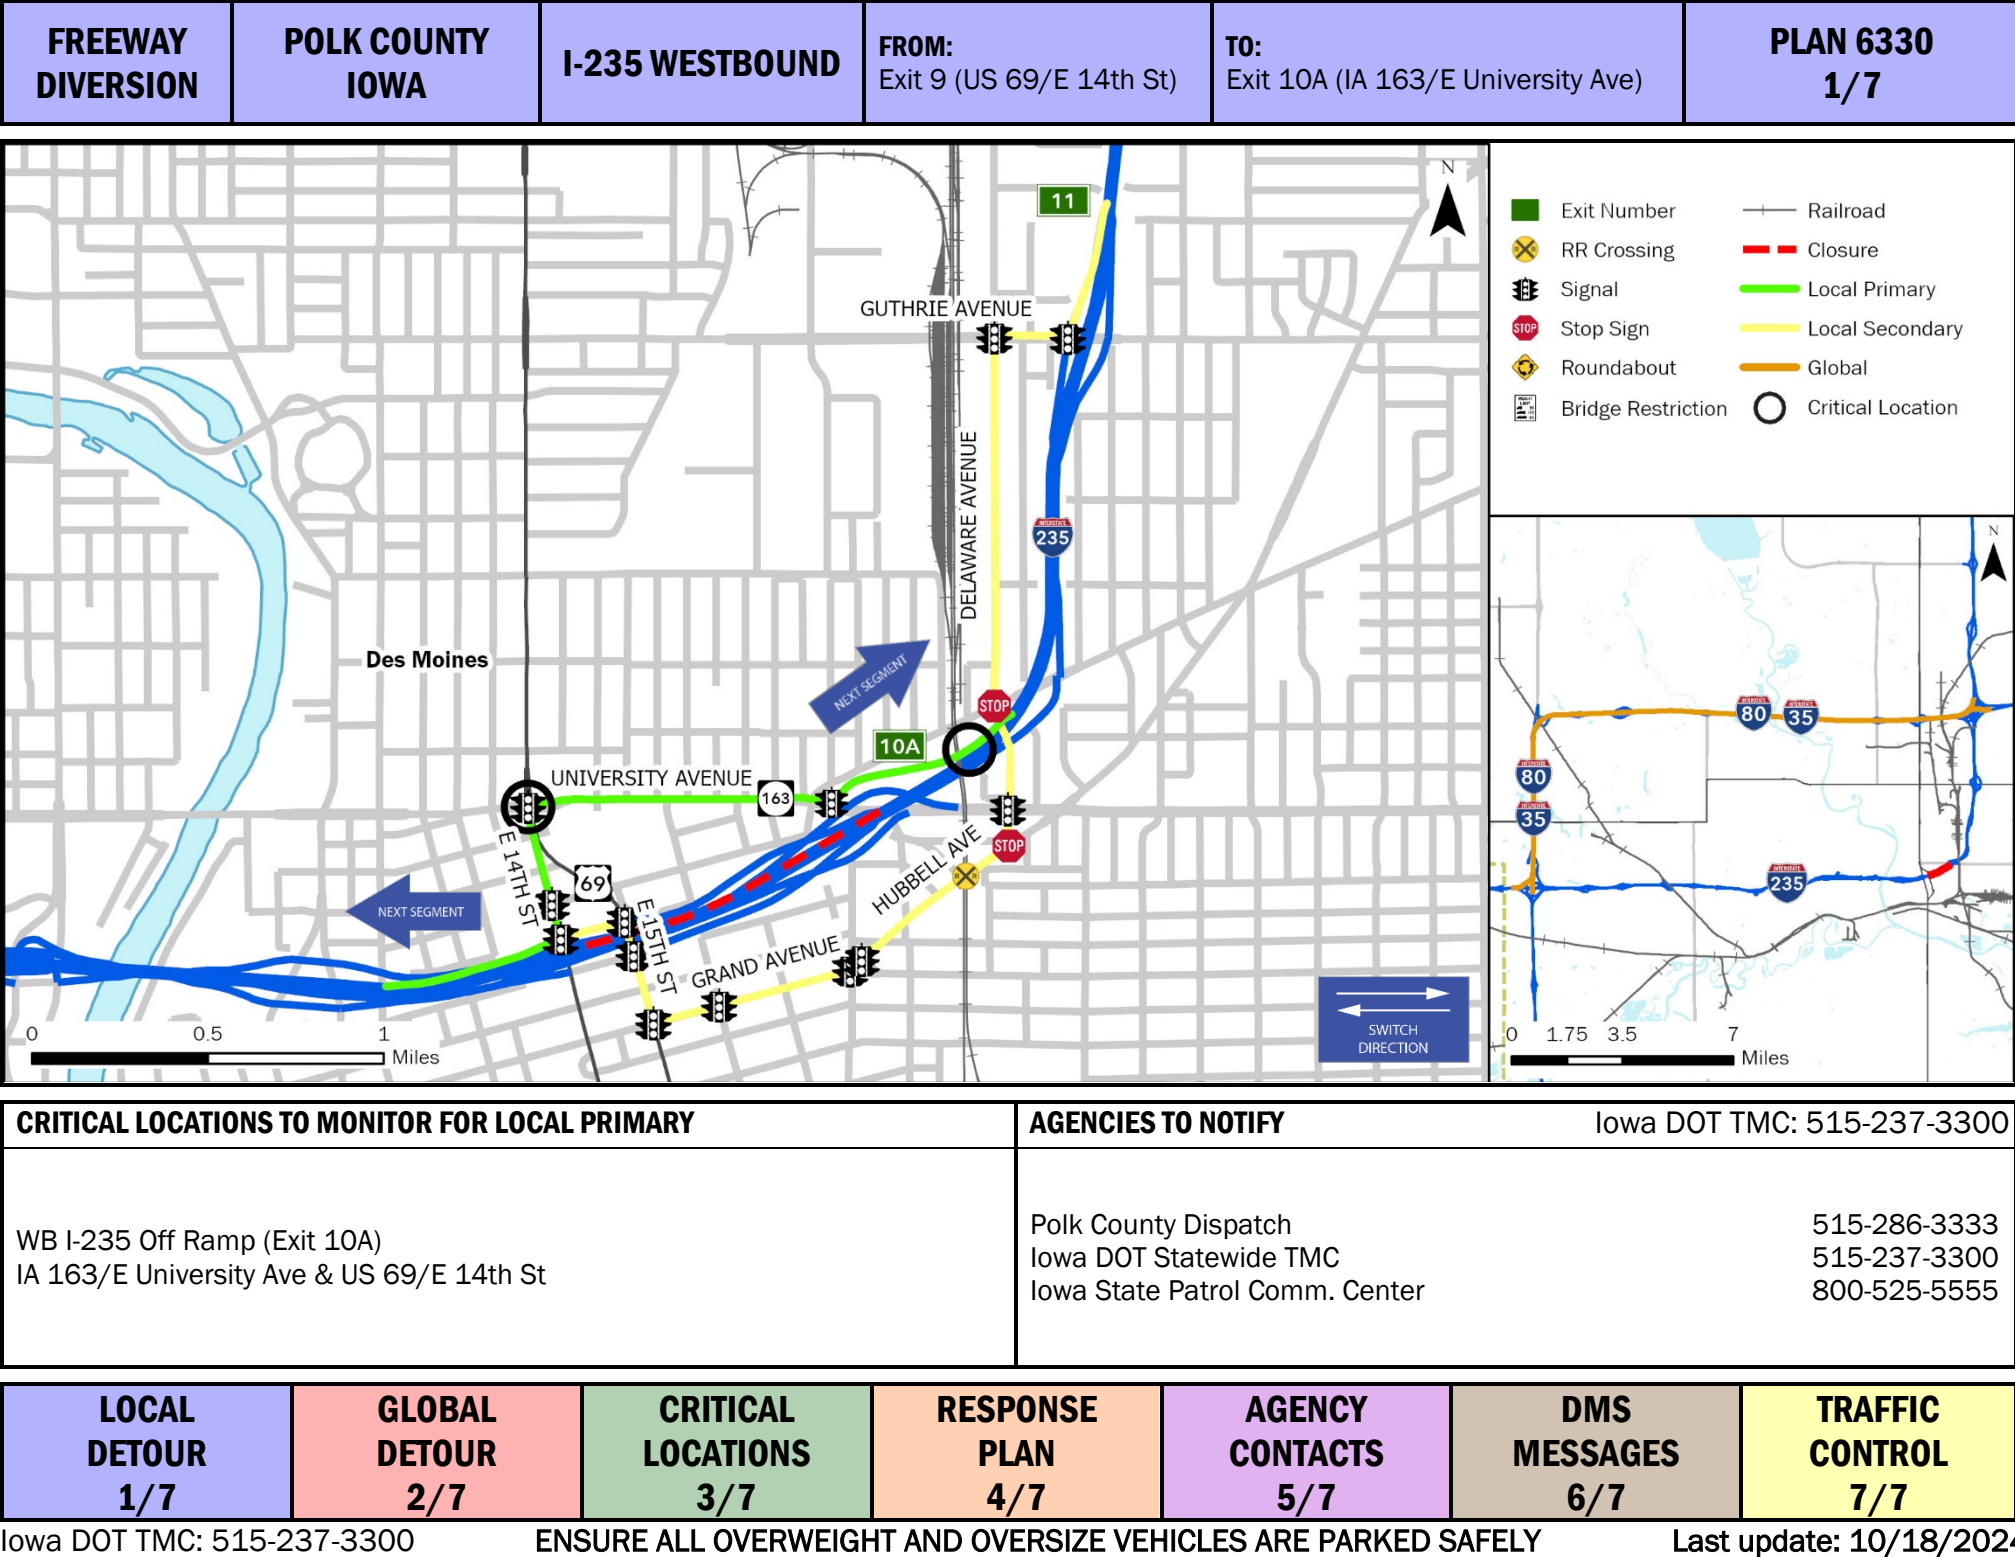 FREEWAY
DIVERSION
POLK COUNTY
IOWA
I-235 WESTBOUND
FROM:
Exit 9 (US 69/E 14th St)
TO:
Exit 10A (IA 163/E University Ave)
PLAN 6330
1/7
N
11
GUTHRIE AVENUE
DELAWARE AVENUE
INTERSTATE
235
Des Moines
NEXT SEGMENT
STOP
10A
UNIVERSITY AVENUE
163
E 14TH ST
69
HUBBELL AVE
STOP
R R
NEXT SEGMENT
E 15TH ST
GRAND AVENUE
SWITCH
DIRECTION
0 0.5 1
Miles
Exit Number
RR Crossing
Signal
STOP Stop Sign
Roundabout
Bridge Restriction
Railroad
Closure
Local Primary
Local Secondary
Global
Critical Location
N
80
35
80
35
235
0 1.75 3.5 7
Miles
CRITICAL LOCATIONS TO MONITOR FOR LOCAL PRIMARY
WB I-235 Off Ramp (Exit 10A)
IA 163/E University Ave & US 69/E 14th St
AGENCIES TO NOTIFY Iowa DOT TMC: 515-237-3300
Polk County Dispatch 515-286-3333
Iowa DOT Statewide TMC 515-237-3300
Iowa State Patrol Comm. Center 800-525-5555
LOCAL
DETOUR
1/7
GLOBAL
DETOUR
2/7
CRITICAL
LOCATIONS
3/7
RESPONSE
PLAN
4/7
AGENCY
CONTACTS
5/7
DMS
MESSAGES
6/7
TRAFFIC
CONTROL
7/7
Iowa DOT TMC: 515-237-3300 ENSURE ALL OVERWEIGHT AND OVERSIZE VEHICLES ARE PARKED SAFELY Last update: 10/18/202